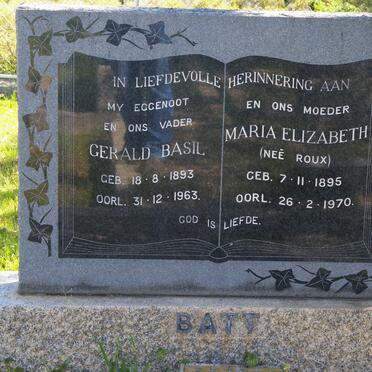 IN LIEFDEVOLLE HERINNERING AAN
MY EGGENOOT
EN ONS VADER
GERALD BASIL
GEB. 18·8·1893
OORL. 31·12·1963.
EN ONS MOEDER
MARIA ELIZABETH
(NEÊ ROUX)
GEB. 7·11·1895
OORL. 26·2·1970.
GOD IS LIEFDE.
BATT